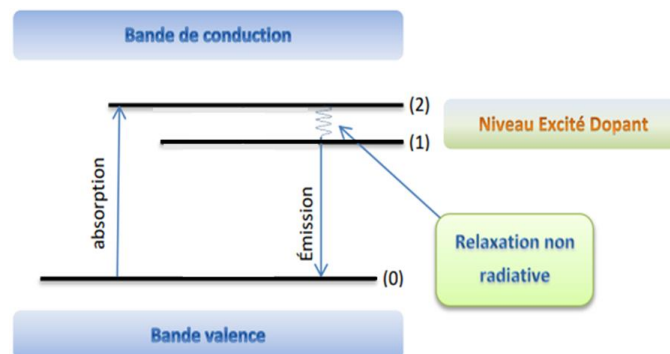 Bande de conduction
(2)
Niveau Excité Dopant
(1)
absorption
Émission
Relaxation non
radiative
(0)
Bande valence